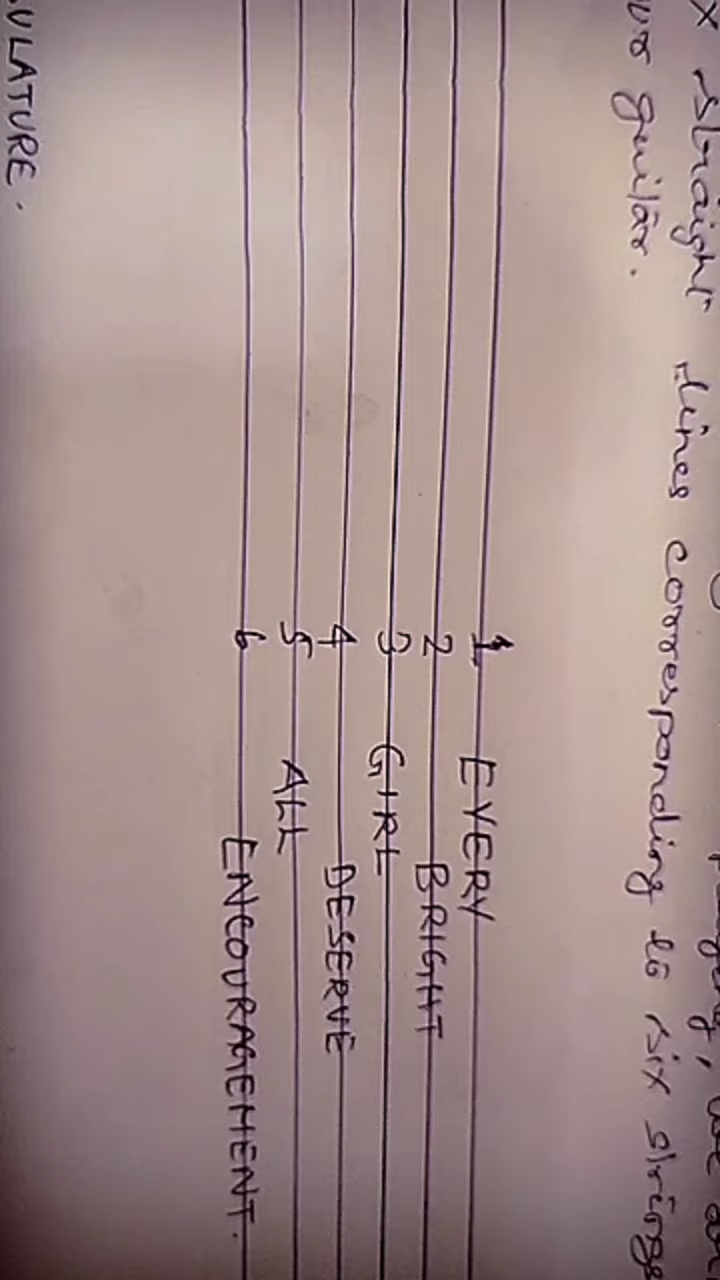 x straight lines corresponding to six strings
guitar.
1 EVERY
2 BRIGHT
3 GIRL
4 DESERVE
5 ALL
6 ENCOURAGEMENT.
ULATURE.